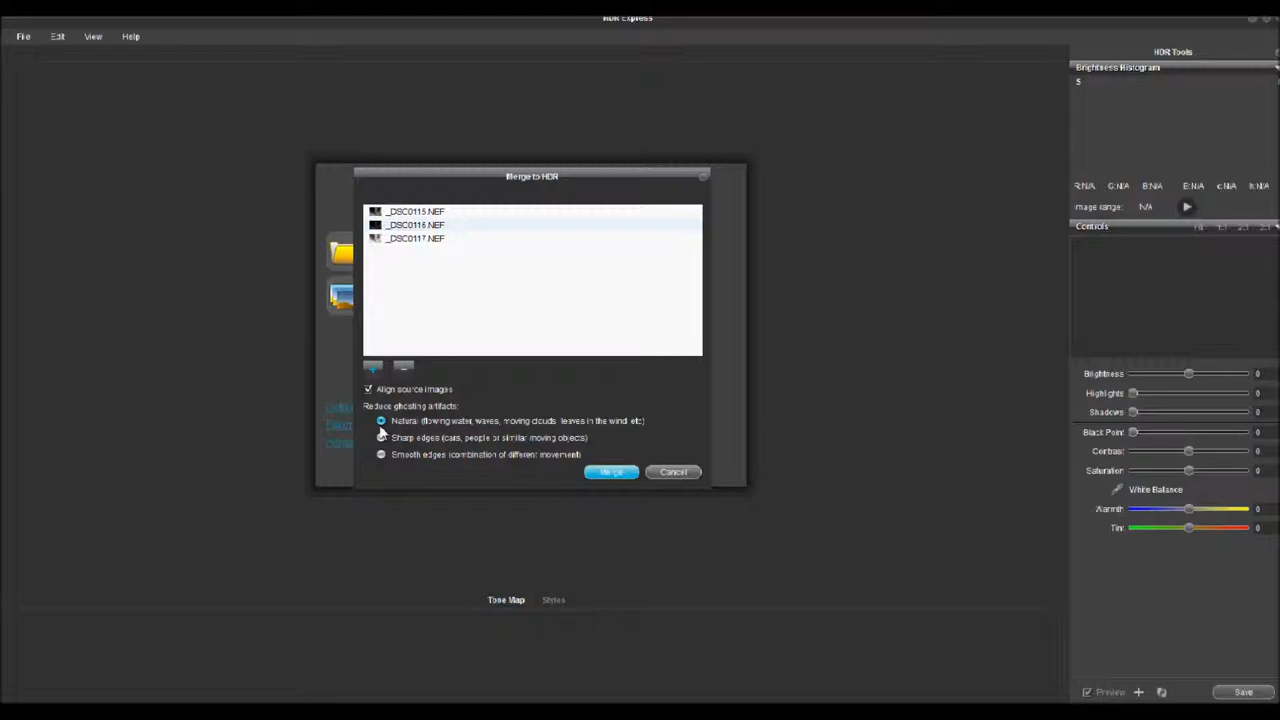 HDR Express
File Edit View Help
HDR Tools
Brightness Histogram
S
Merge to HDR
_DSC0115.NEF
_DSC0116.NEF
_DSC0117.NEF
R:N/A G:N/A B:N/A
Image range: N/A
Controls
Align source images
Reduce ghosting artifacts:
Natural (flowing water, waves, moving clouds, leaves in the wind, etc)
Sharp edges (cars, people or similar moving objects)
Smooth edges (combination of different movement)
Merge Cancel
Brightness 0
Highlights 0
Shadows 0
Black Point 0
Contrast 0
Saturation 0
White Balance
Warmth 0
Tint 0
Tone Map Styles
Preview
Save